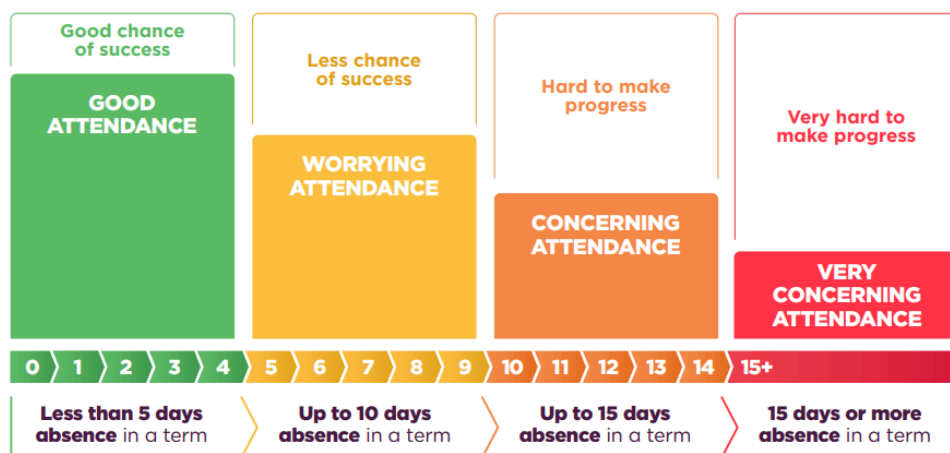 Good chance
of success
GOOD
ATTENDANCE
Less chance
of success
WORRYING
ATTENDANCE
Hard to make
progress
CONCERNING
ATTENDANCE
Very hard to
make progress
VERY
CONCERNING
ATTENDANCE
0 1 2 3 4 5 6 7 8 9 10 11 12 13 14 15+
Less than 5 days
absence in a term
Up to 10 days
absence in a term
Up to 15 days
absence in a term
15 days or more
absence in a term